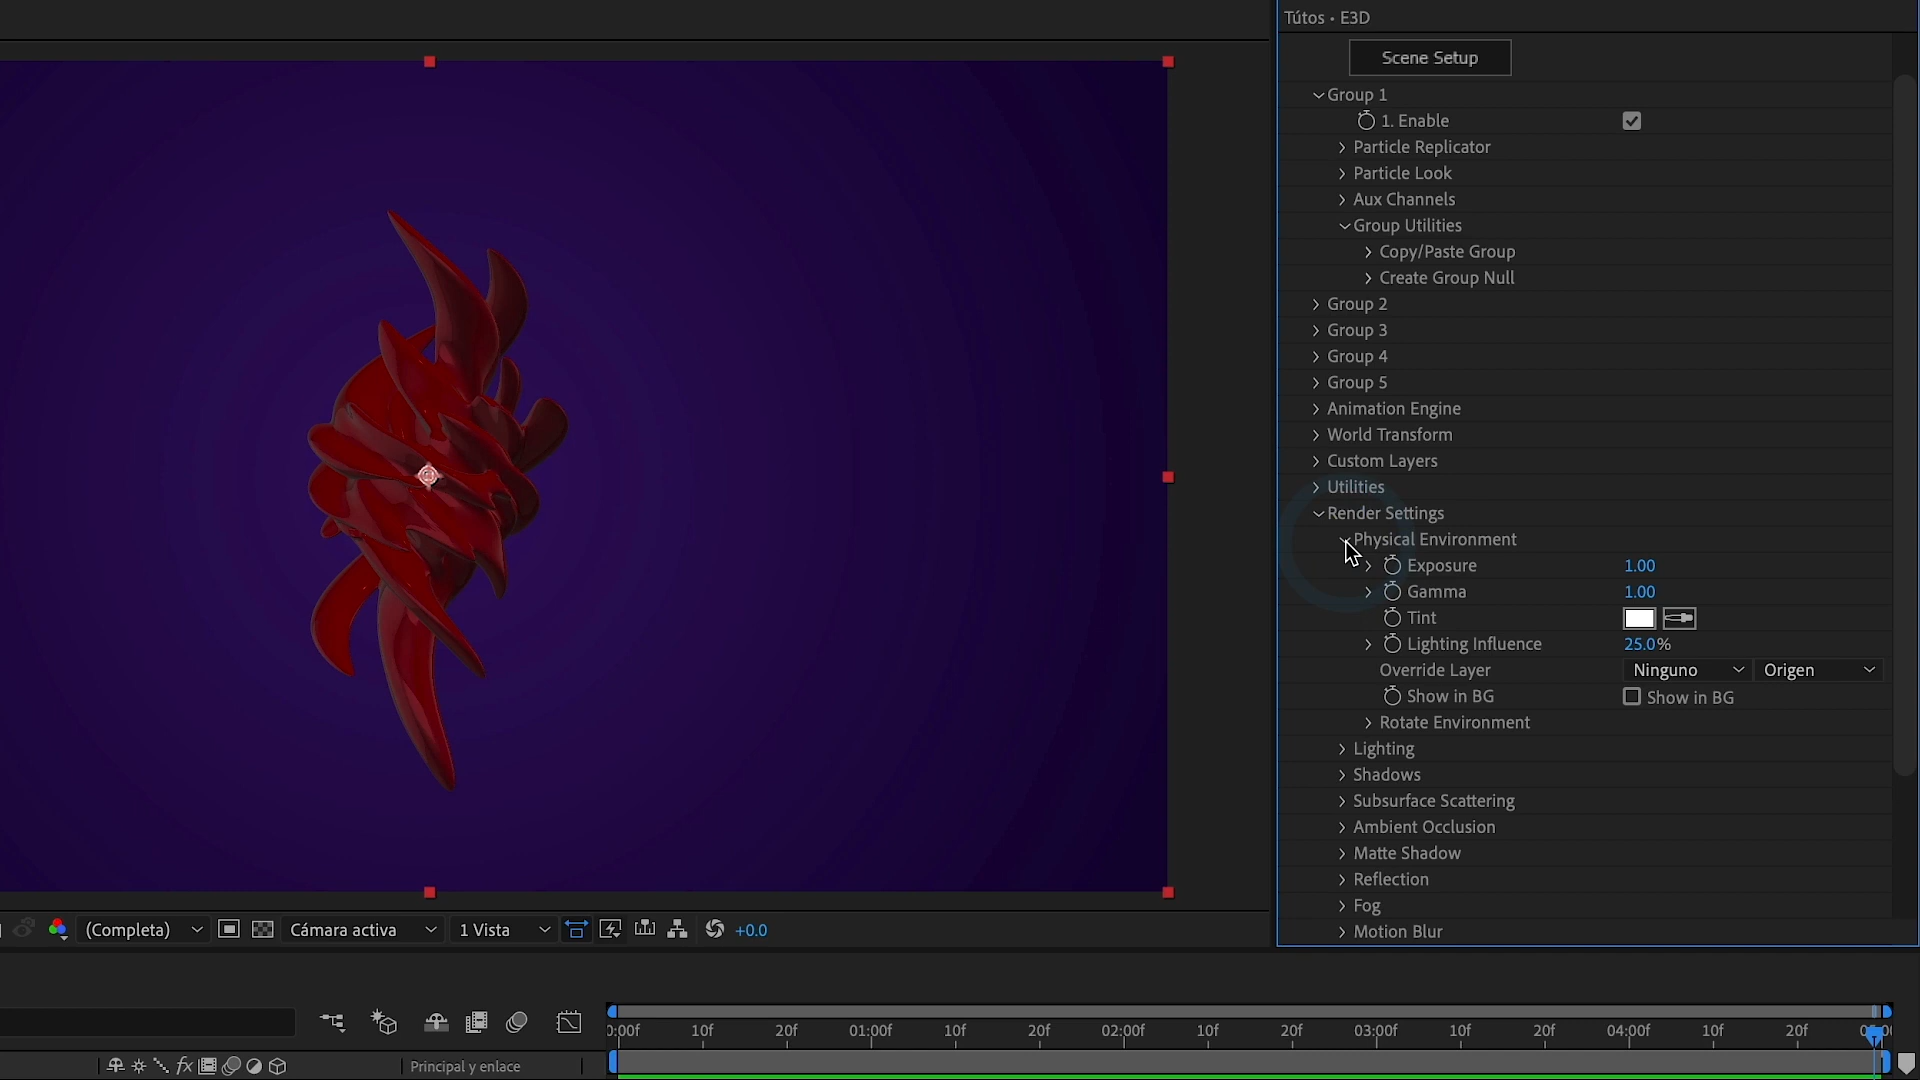 Tútos • E3D
Scene Setup
Group 1
1. Enable
Particle Replicator
Particle Look
Aux Channels
Group Utilities
Copy/Paste Group
Create Group Null
Group 2
Group 3
Group 4
Group 5
Animation Engine
World Transform
Custom Layers
Utilities
Render Settings
Physical Environment
Exposure 1.00
Gamma 1.00
Tint
Lighting Influence 25.0%
Override Layer Ninguno Origen
Show in BG Show in BG
Rotate Environment
Lighting
Shadows
Subsurface Scattering
Ambient Occlusion
Matte Shadow
Reflection
Fog
Motion Blur
(Completa) Cámara activa 1 Vista +0.0
0:00f 10f 20f 01:00f 10f 20f 02:00f 10f 20f 03:00f 10f 20f 04:00f 10f 20f
fx Principal y enlace